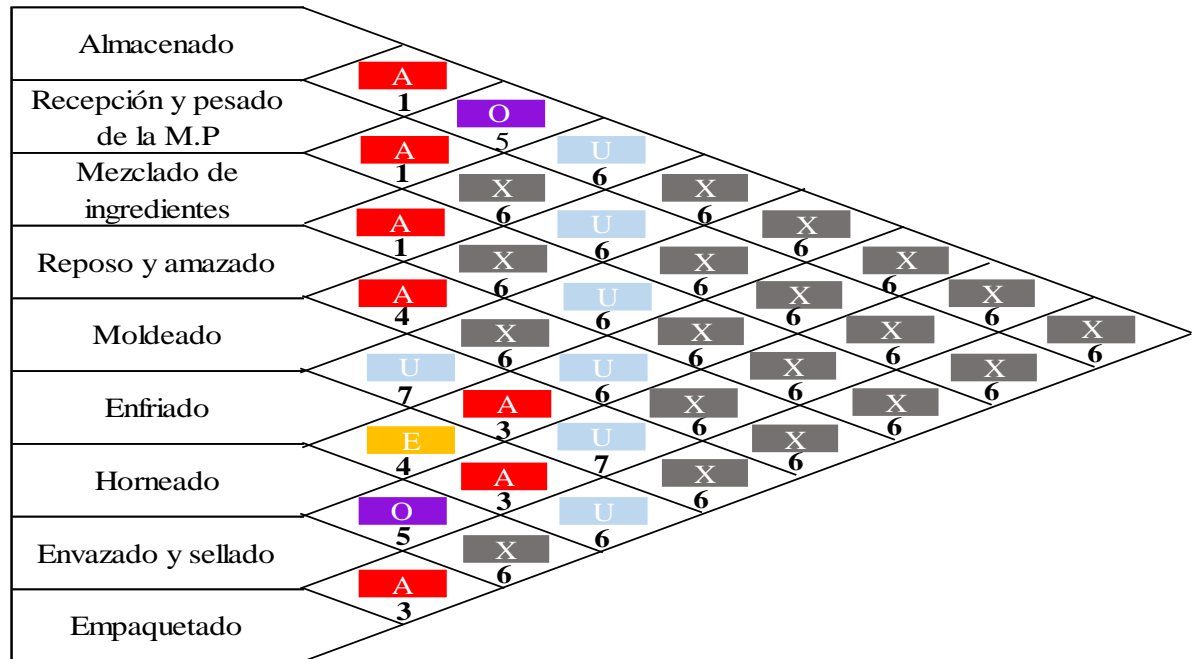 Almacenado
Recepción y pesado
de la M.P
Mezclado de
ingredientes
Reposo y amazado
Moldeado
Enfriado
Horneado
Envazado y sellado
Empaquetado
A
1
A
1
A
1
A
4
U
7
E
4
O
5
A
3
O
5
X
6
X
6
X
6
A
3
A
3
X
6
U
6
U
6
U
6
U
6
U
7
U
6
X
6
X
6
X
6
X
6
X
6
X
6
X
6
X
6
X
6
X
6
X
6
X
6
X
6
X
6
X
6